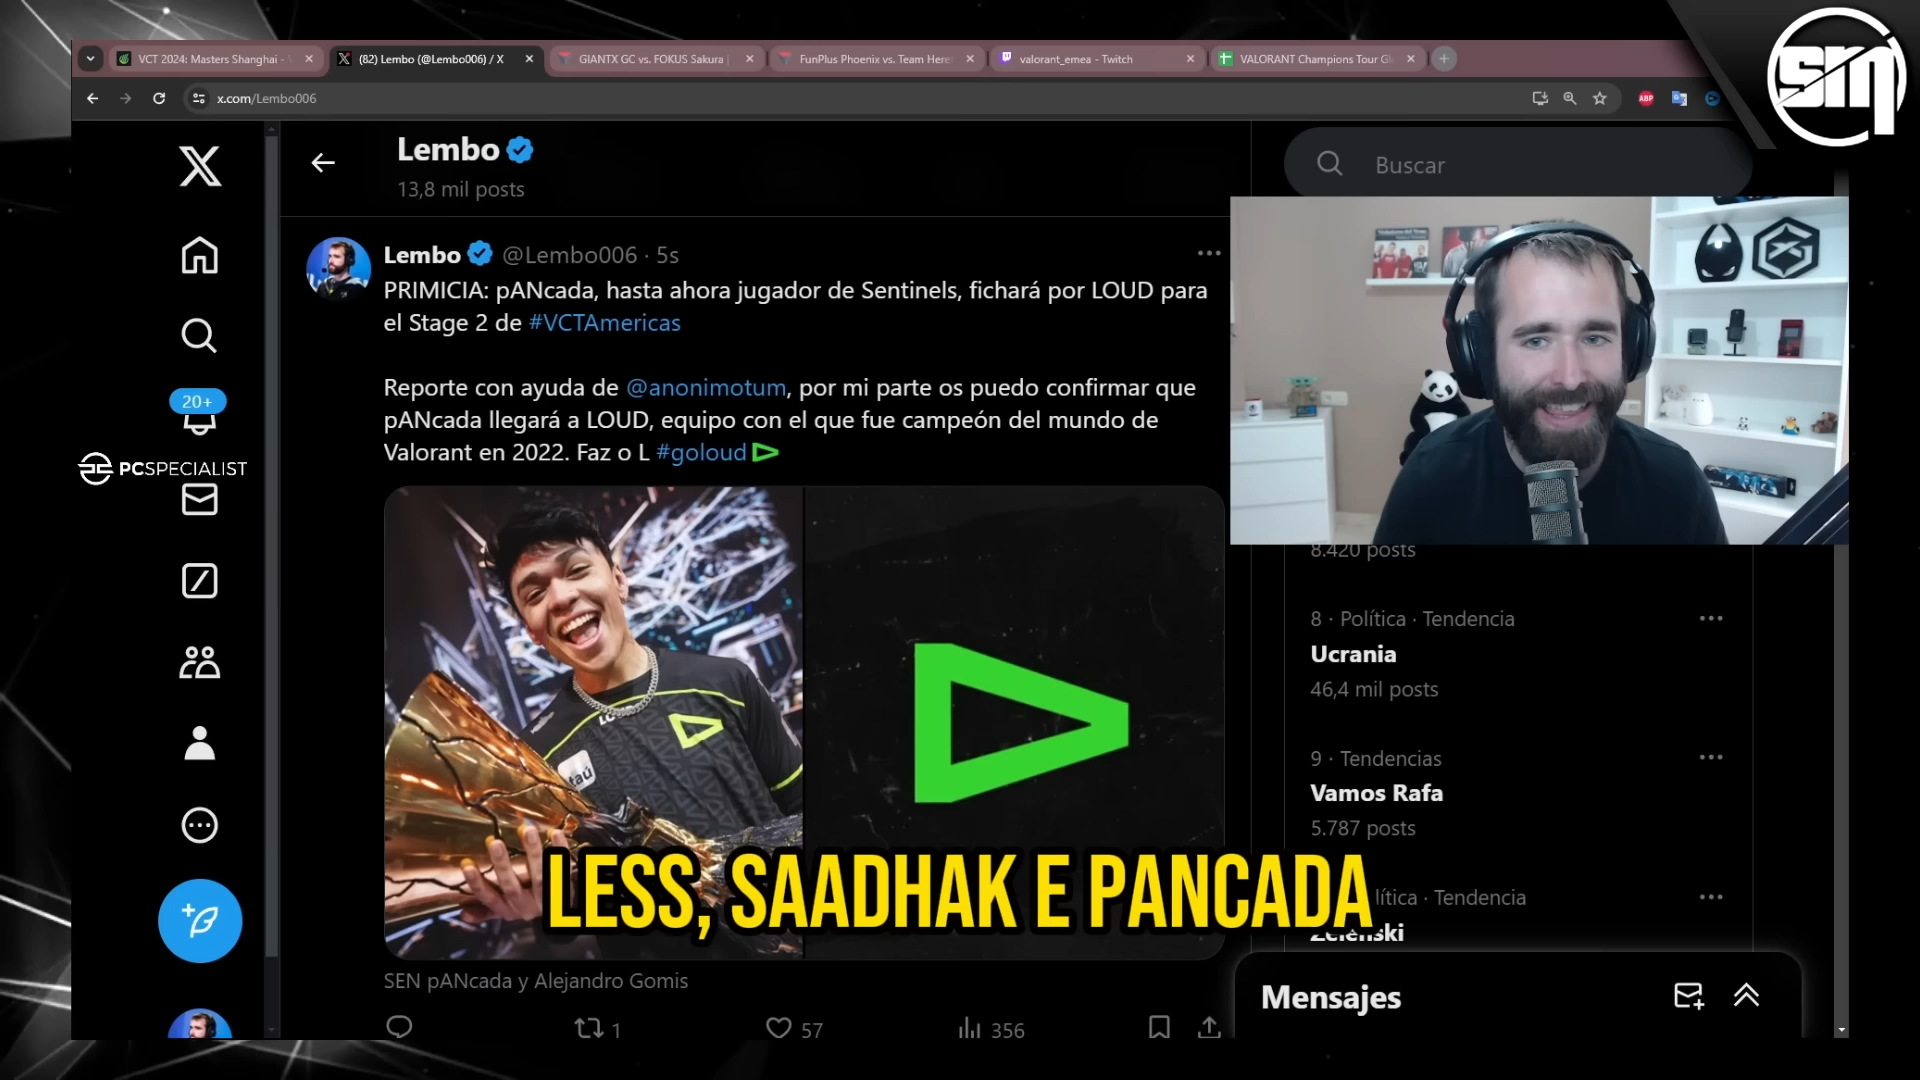 VCT 2024: Masters Shanghai -
(82) Lembo (@Lembo006) / X
GIANTX GC vs. FOKUS Sakura |
FunPlus Phoenix vs. Team Here
valorant_emea - Twitch
VALORANT Champions Tour Gl
x.com/Lembo006
ABP
Lembo
13,8 mil posts
Buscar
Lembo @Lembo006 · 5s
PRIMICIA: pANcada, hasta ahora jugador de Sentinels, fichará por LOUD para
el Stage 2 de #VCTAmericas
Reporte con ayuda de @anonimotum, por mi parte os puedo confirmar que
pANcada llegará a LOUD, equipo con el que fue campeón del mundo de
Valorant en 2022. Faz o L #goloud
20+
PCSPECIALIST
itaú
LESS, SAADHAK E PANCADA
SEN pANcada y Alejandro Gomis
1
57
356
8.420 posts
8 · Política · Tendencia
Ucrania
46,4 mil posts
9 · Tendencias
Vamos Rafa
5.787 posts
lítica · Tendencia
Zelenski
Mensajes